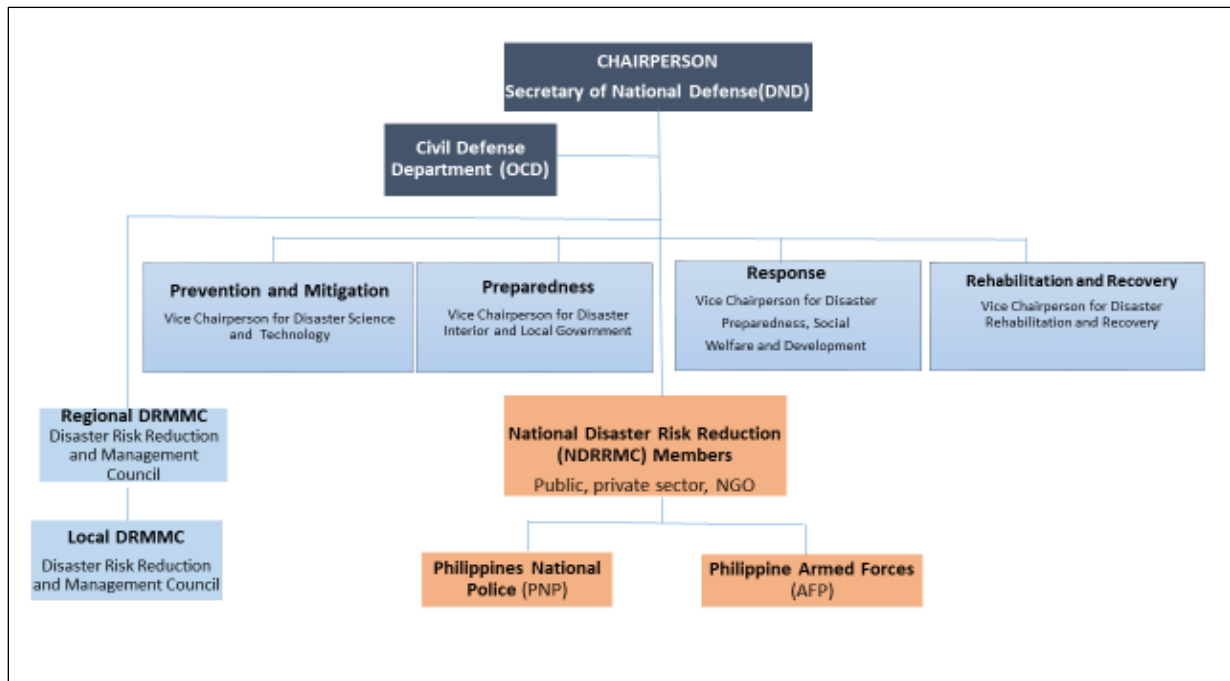 CHAIRPERSON
Secretary of National Defense(DND)
Civil Defense
Department (OCD)
Prevention and Mitigation
Vice Chairperson for Disaster Science
and Technology
Preparedness
Vice Chairperson for Disaster
Interior and Local Government
Response
Vice Chairperson for Disaster
Preparedness, Social
Welfare and Development
Rehabilitation and Recovery
Vice Chairperson for Disaster
Rehabilitation and Recovery
Regional DRMMC
Disaster Risk Reduction
and Management
Council
National Disaster Risk Reduction
(NDRRMC) Members
Public, private sector, NGO
Local DRMMC
Disaster Risk Reduction
and Management Council
Philippines National
Police (PNP)
Philippine Armed Forces
(AFP)